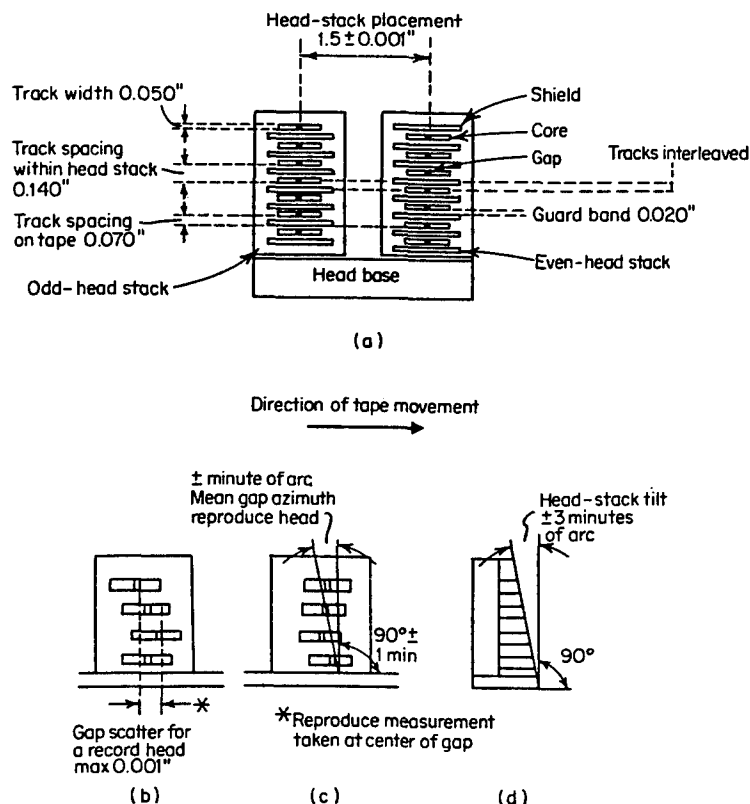 Head-stack placement
1.5 ± 0.001"
Track width 0.050"
Track spacing
within head stack
0.140"
Track spacing
on tape 0.070"
Odd-head stack
Shield
Core
Gap
Tracks interleaved
Guard band 0.020"
Even-head stack
Head base
(a)
Direction of tape movement
± minute of arc
Mean gap azimuth
reproduce head
Head-stack tilt
±3 minutes
of arc
90° ±
1 min
90°
*
Gap scatter for
a record head
max 0.001"
*Reproduce measurement
taken at center of gap
(b)
(c)
(d)